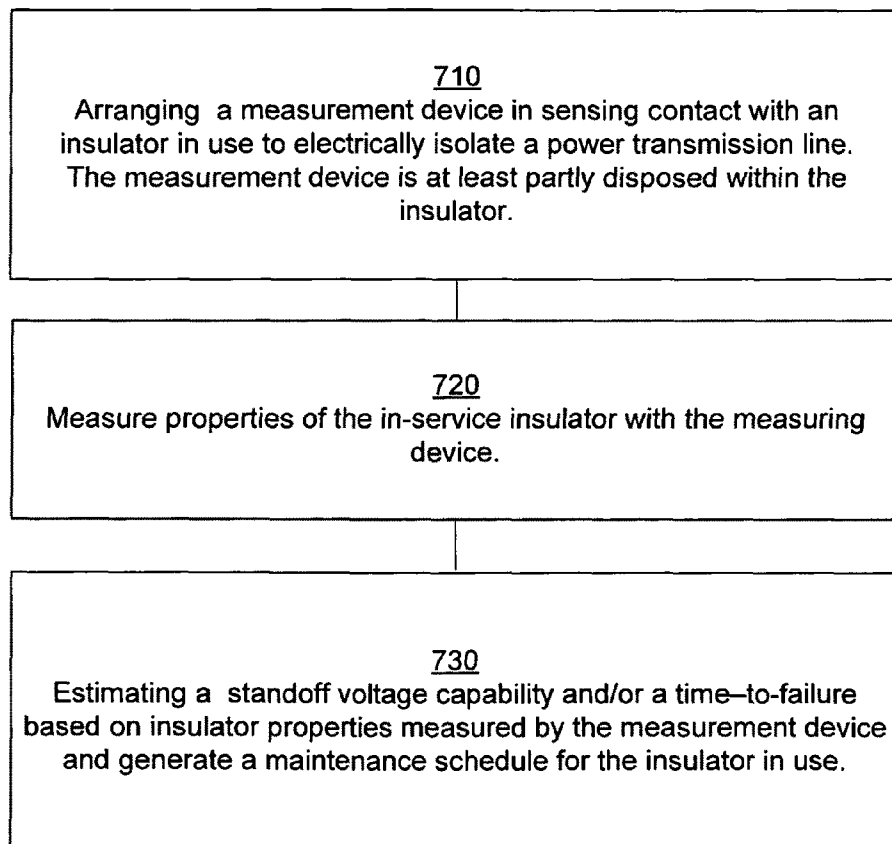 710
Arranging a measurement device in sensing contact with an
insulator in use to electrically isolate a power transmission line.
The measurement device is at least partly disposed within the
insulator.
720
Measure properties of the in-service insulator with the measuring
device.
730
Estimating a standoff voltage capability and/or a time–to-failure
based on insulator properties measured by the measurement device
and generate a maintenance schedule for the insulator in use.